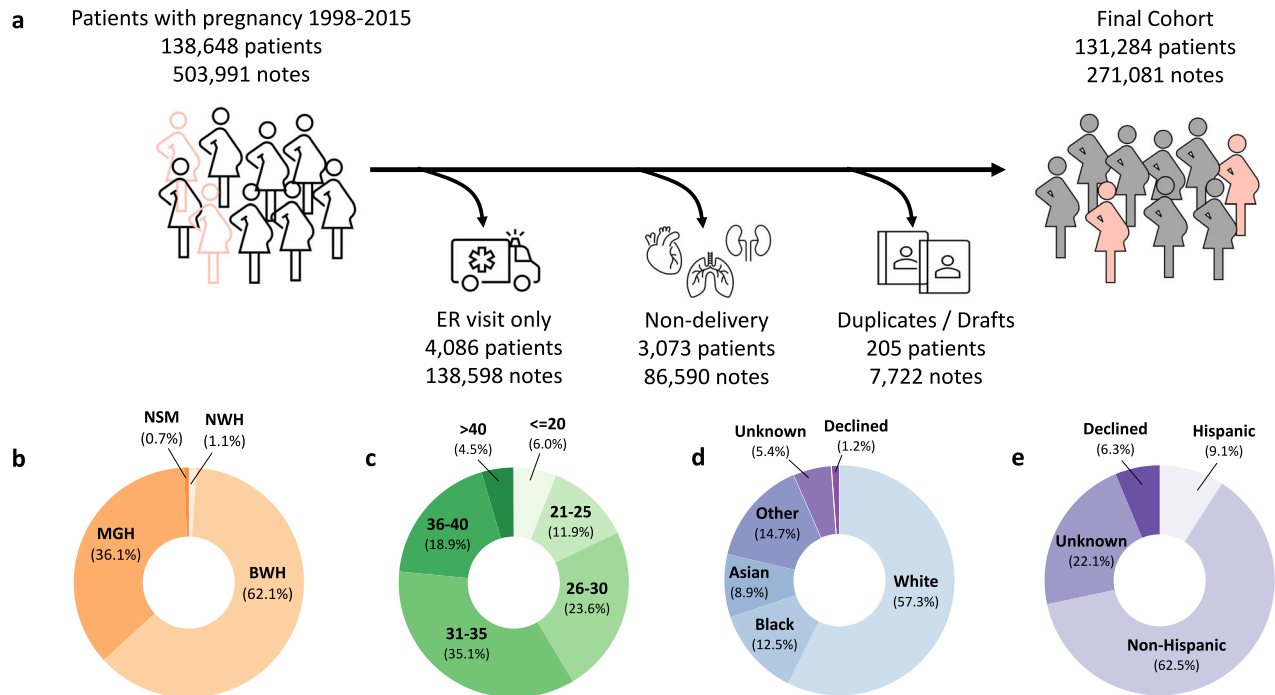 a
Patients with pregnancy 1998-2015
138,648 patients
503,991 notes
Final Cohort
131,284 patients
271,081 notes
ER visit only
4,086 patients
138,598 notes
Non-delivery
3,073 patients
86,590 notes
Duplicates / Drafts
205 patients
7,722 notes
b
NSM
(0.7%)
NWH
(1.1%)
MGH
(36.1%)
BWH
(62.1%)
c
>40
(4.5%)
<=20
(6.0%)
36-40
(18.9%)
21-25
(11.9%)
26-30
(23.6%)
31-35
(35.1%)
d
Unknown
(5.4%)
Declined
(1.2%)
Other
(14.7%)
Asian
(8.9%)
White
(57.3%)
Black
(12.5%)
e
Declined
(6.3%)
Hispanic
(9.1%)
Unknown
(22.1%)
Non-Hispanic
(62.5%)